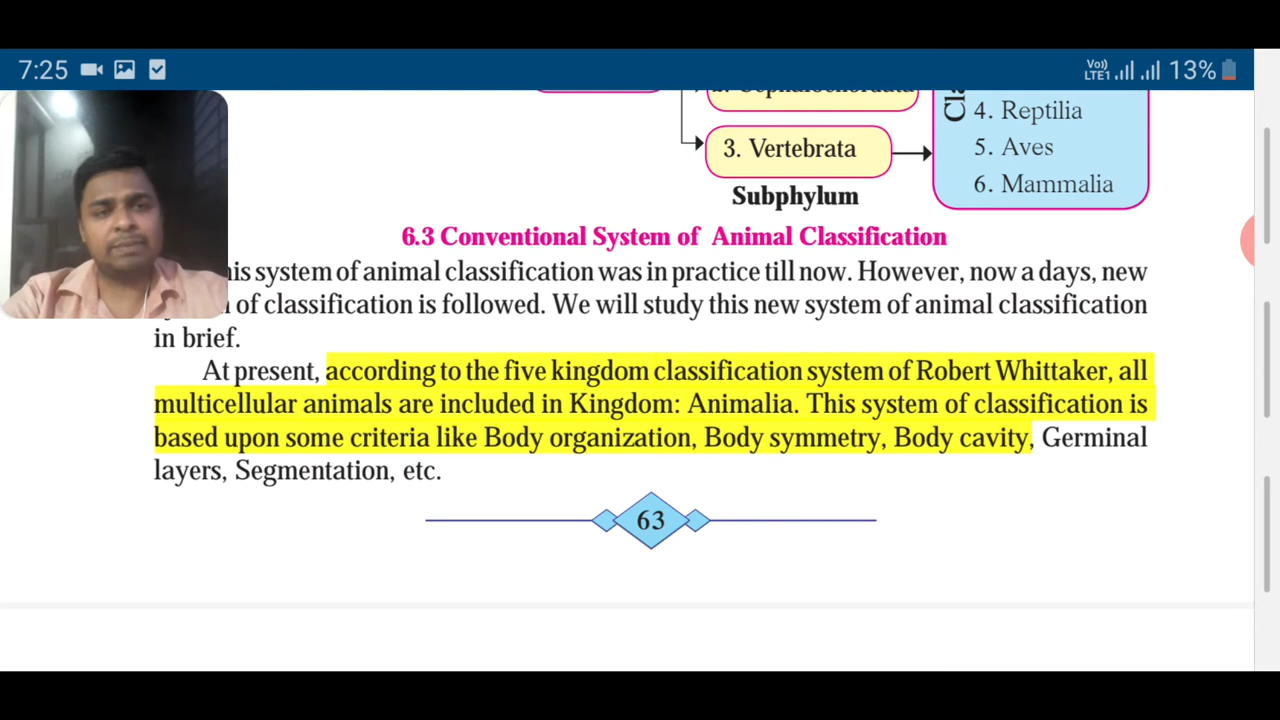 7:25
Vo))
LTE1
13%
4. Reptilia
3. Vertebrata
5. Aves
6. Mammalia
Subphylum
6.3 Conventional System of Animal Classification
his system of animal classification was in practice till now. However, now a days, new
of classification is followed. We will study this new system of animal classification
in brief.
At present, according to the five kingdom classification system of Robert Whittaker, all
multicellular animals are included in Kingdom: Animalia. This system of classification is
based upon some criteria like Body organization, Body symmetry, Body cavity, Germinal
layers, Segmentation, etc.
63